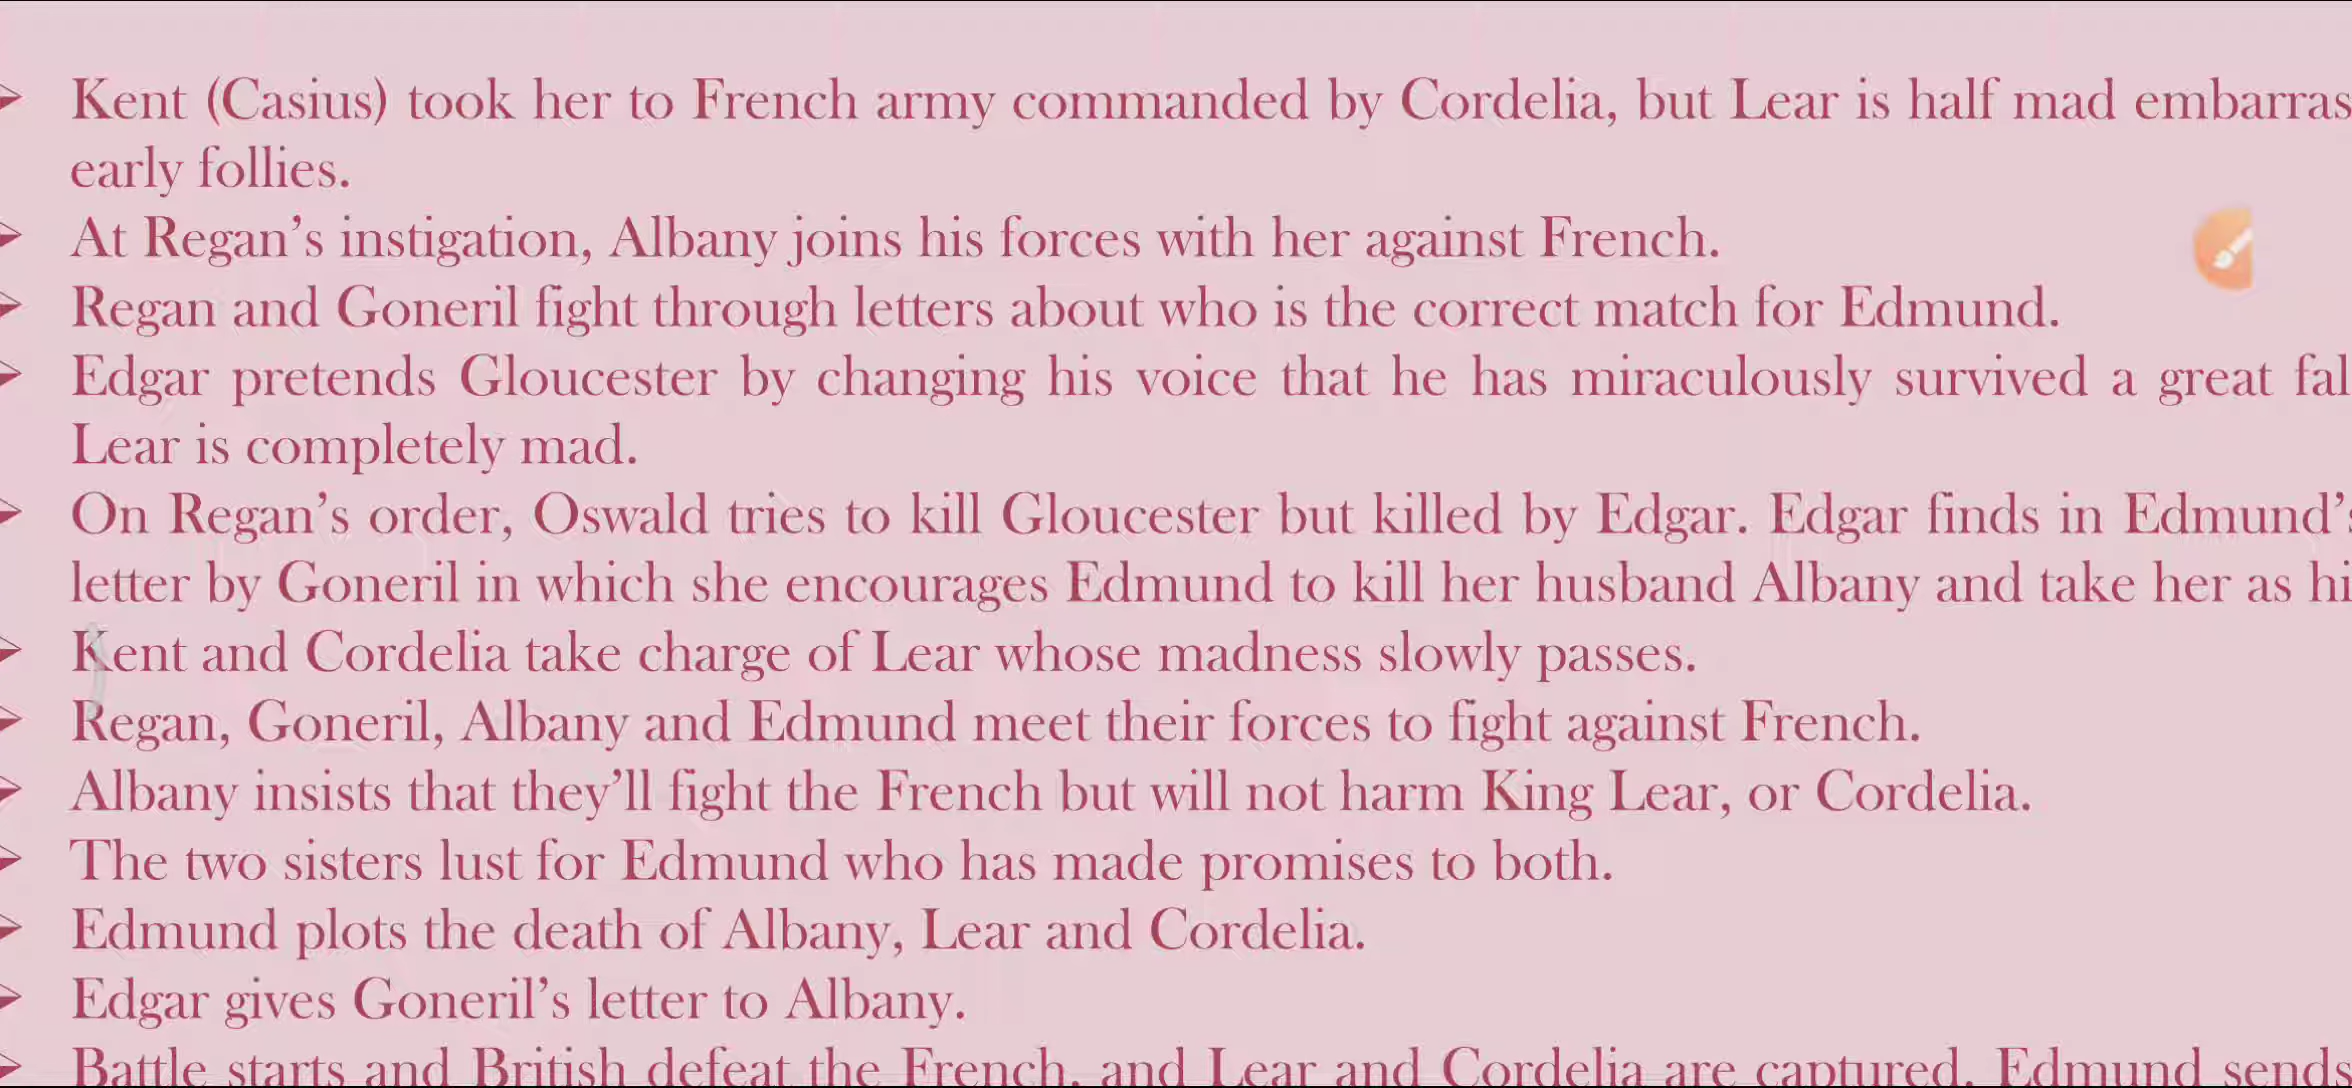 Kent (Casius) took her to French army commanded by Cordelia, but Lear is half mad
early follies.
At Regan's instigation, Albany joins his forces with her against French.
Regan and Goneril fight through letters about who is the correct match for Edmund.
Edgar pretends Gloucester by changing his voice that he has miraculously survived a great
Lear is completely mad.
On Regan's order, Oswald tries to kill Gloucester but killed by Edgar. Edgar finds in Edmund's
letter by Goneril in which she encourages Edmund to kill her husband Albany and take her as
Kent and Cordelia take charge of Lear whose madness slowly passes.
Regan, Goneril, Albany and Edmund meet their forces to fight against French.
Albany insists that they'll fight the French but will not harm King Lear, or Cordelia.
The two sisters lust for Edmund who has made promises to both.
Edmund plots the death of Albany, Lear and Cordelia.
Edgar gives Goneril's letter to Albany.
Battle starts and British defeat the French, and Lear and Cordelia are captured. Edmund sends